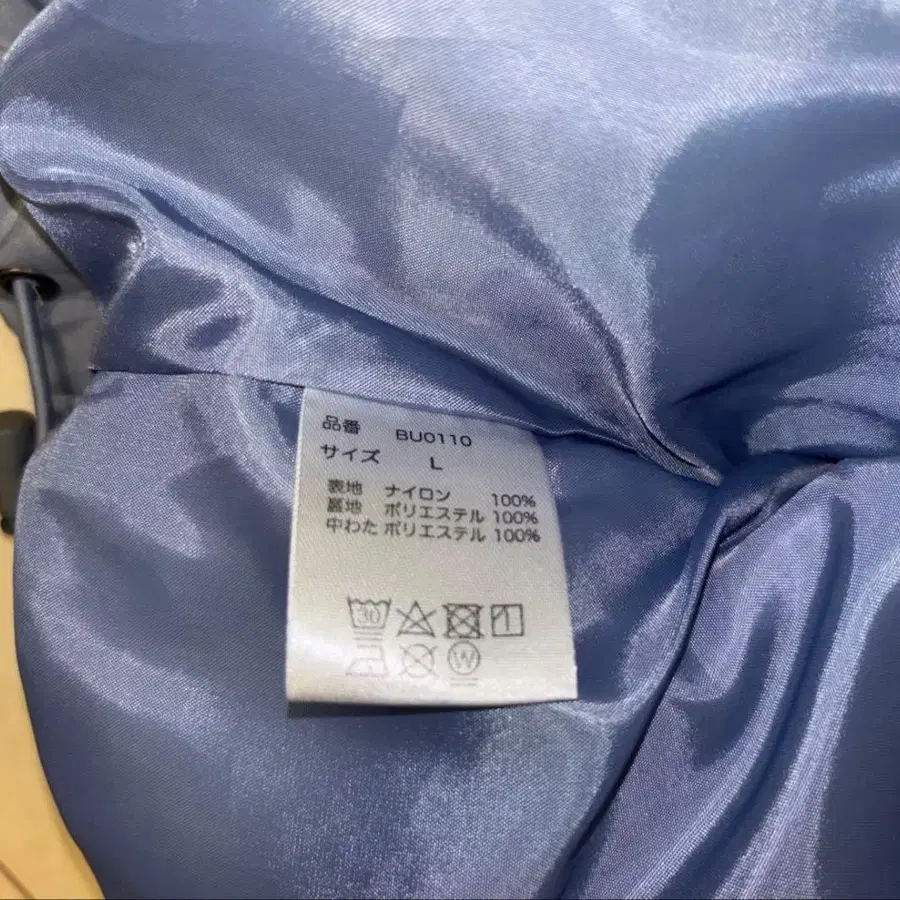 品番 BU0110
サイズ L
表地 ナイロン 100%
裏地 ポリエステル 100%
中わた ポリエステル 100%
30
W